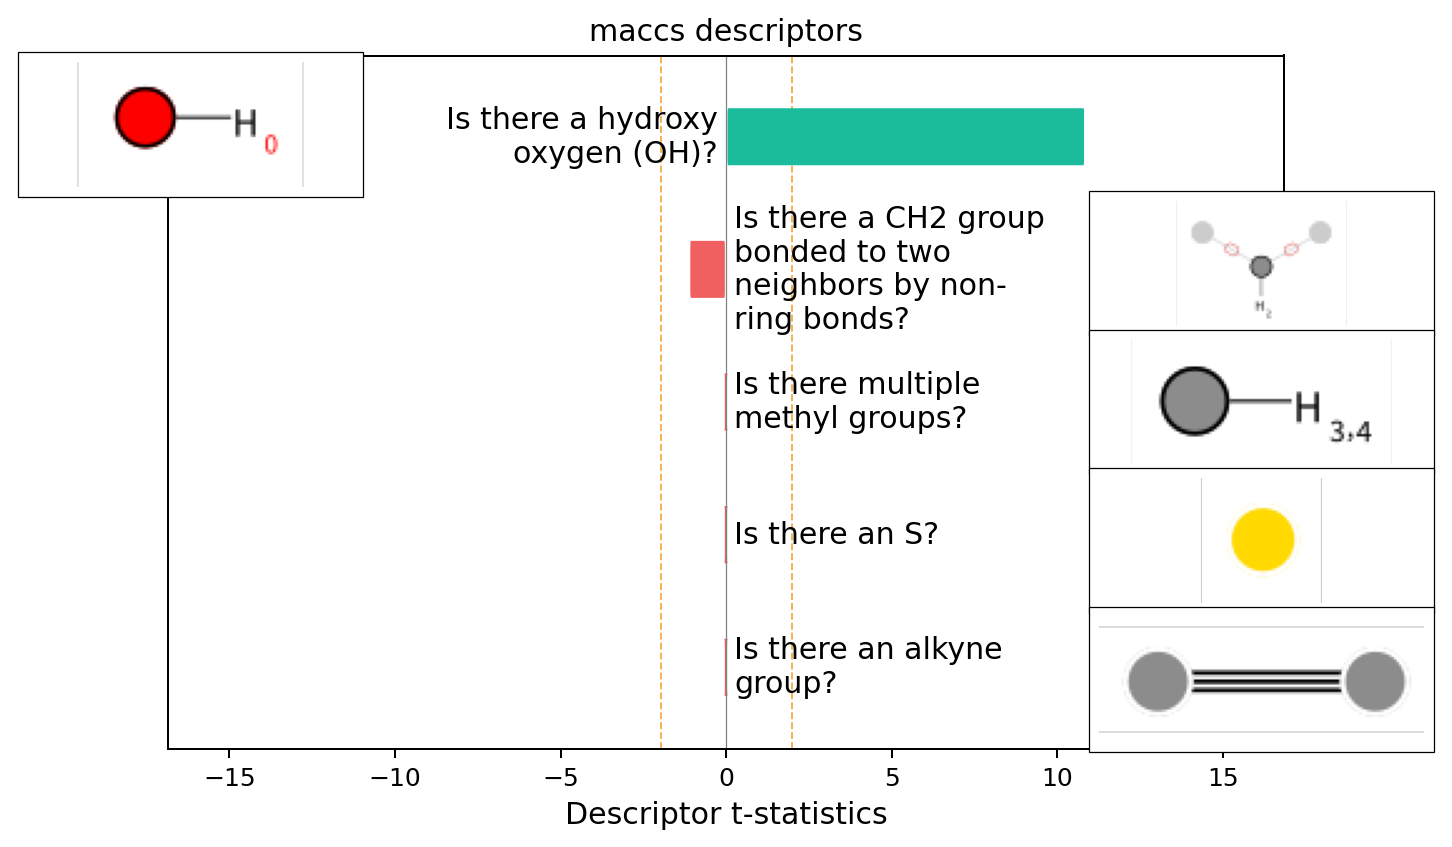 maccs descriptors
H
0
Is there a hydroxy
oxygen (OH)?
Is there a CH2 group
bonded to two
neighbors by non-
ring bonds?
H 2
Is there multiple
methyl groups?
H 3,4
Is there an S?
Is there an alkyne
group?
−15 −10 −5 0 5 10 15
Descriptor t-statistics